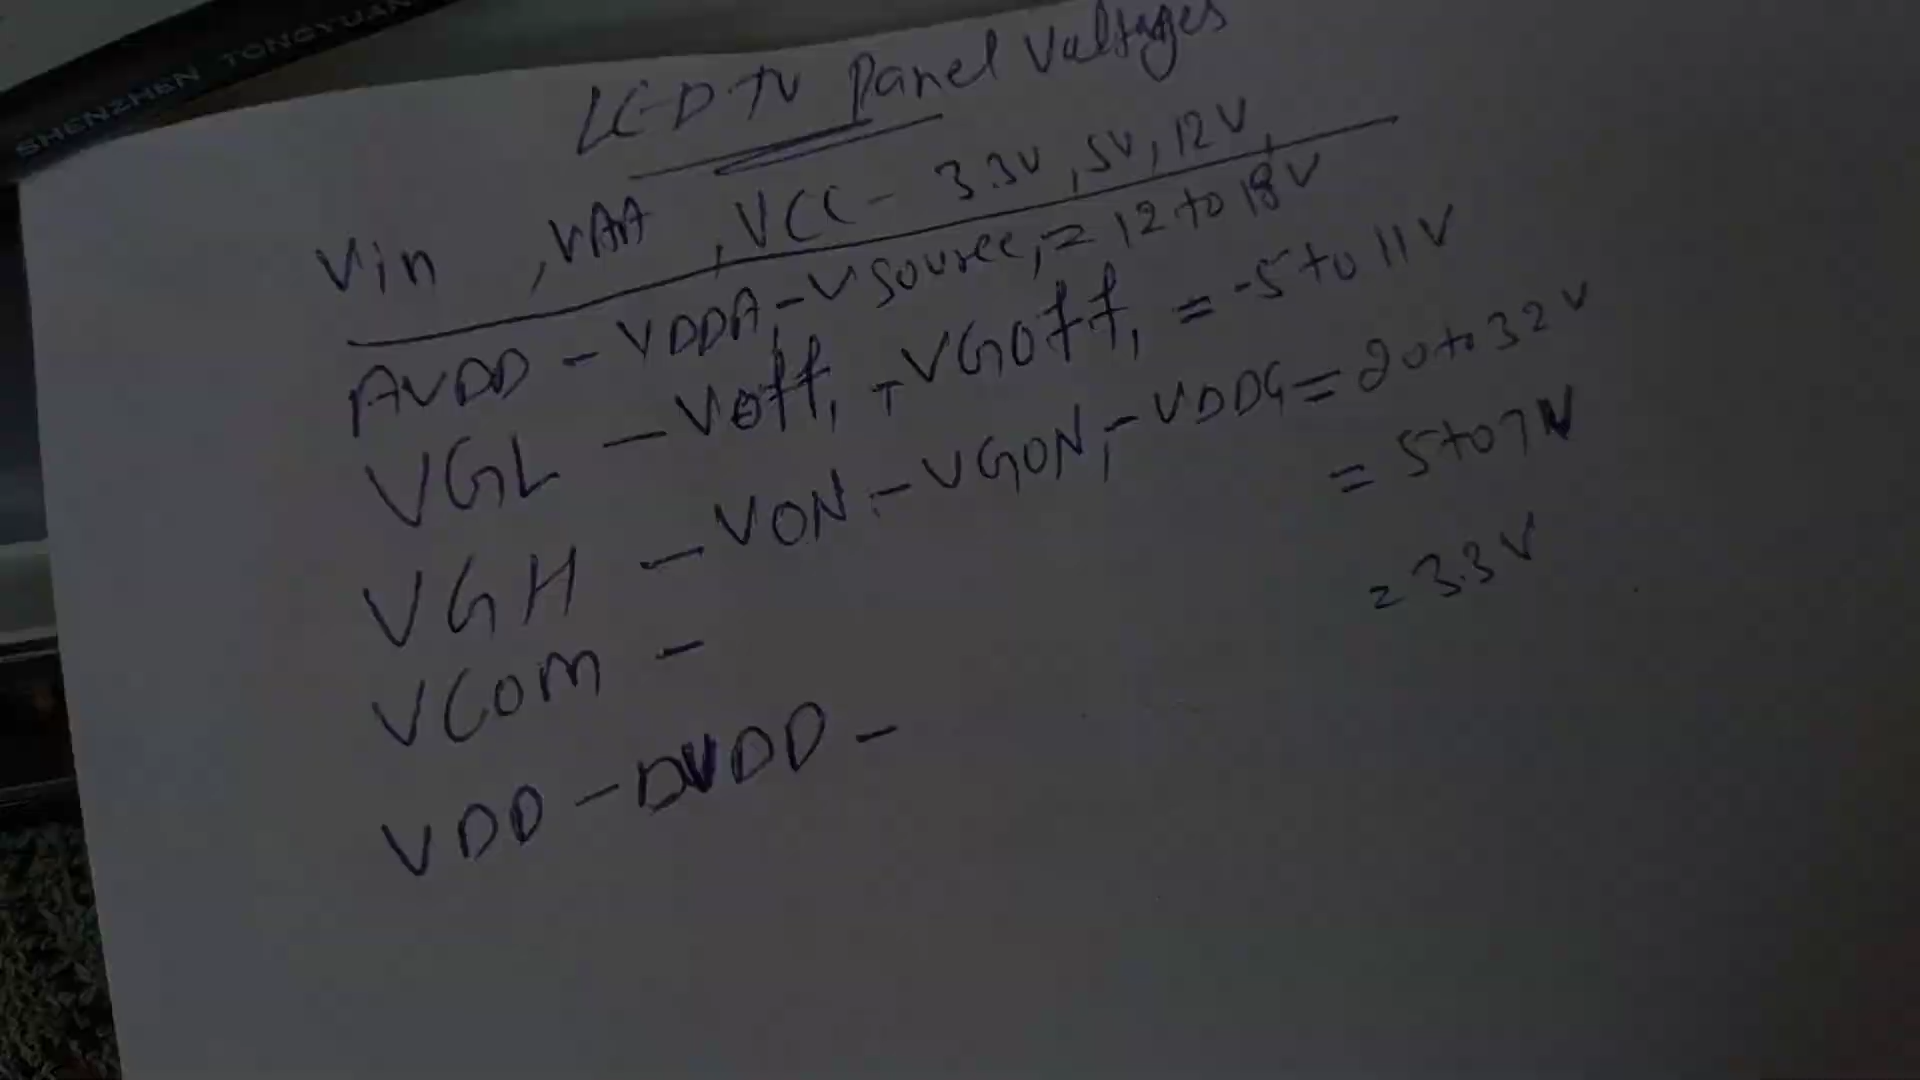 SHENZHEN TONGYUAN
LCD TV Panel Voltages
Vin , VAA , VCC - 3.3V , 5V , 12V,
AVDD - VDDA, - V source, = 12 to 18V
VGL - Voff, - VGOff, = -5 to 11V
VGH - VON - VGON, - VDDG = 20 to 32V
VCOM - = 5 to 7V
VDD - DVDD - = 3.3V